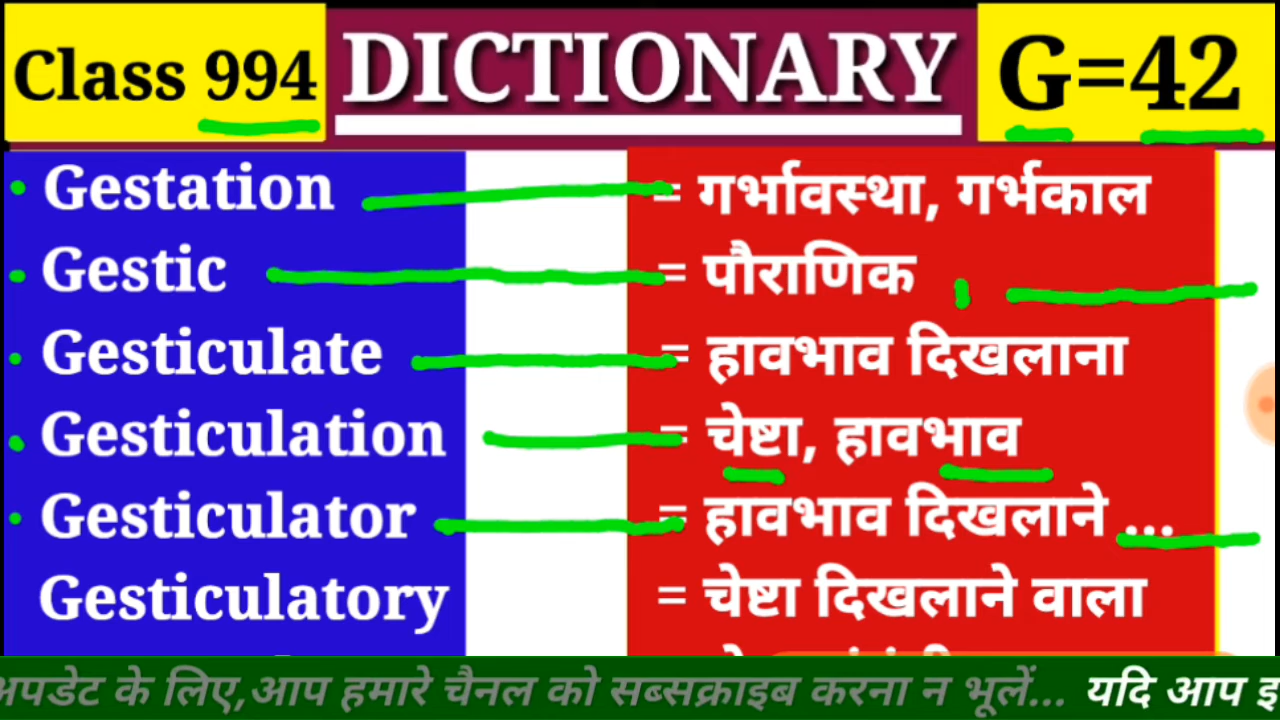 Class 994 DICTIONARY G=42
Gestation = गर्भावस्था, गर्भकाल
Gestic = पौराणिक
Gesticulate = हावभाव दिखलाना
Gesticulation = चेष्टा, हावभाव
Gesticulator = हावभाव दिखलाने ...
Gesticulatory = चेष्टा दिखलाने वाला
अपडेट के लिए,आप हमारे चैनल को सब्सक्राइब करना न भूलें... यदि आप